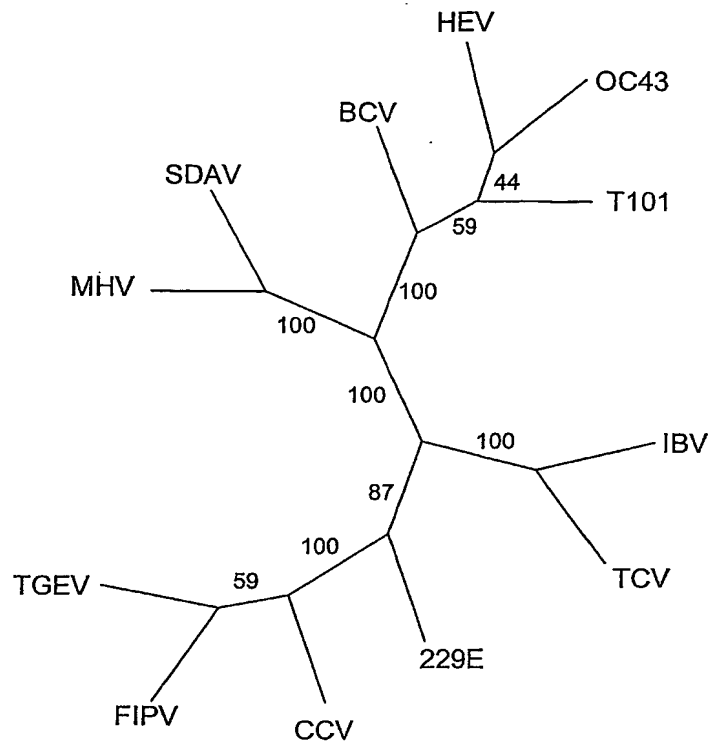 HEV
OC43
BCV
SDAV
44
T101
59
MHV
100
100
100
100
IBV
87
100
TCV
TGEV
59
229E
FIPV
CCV